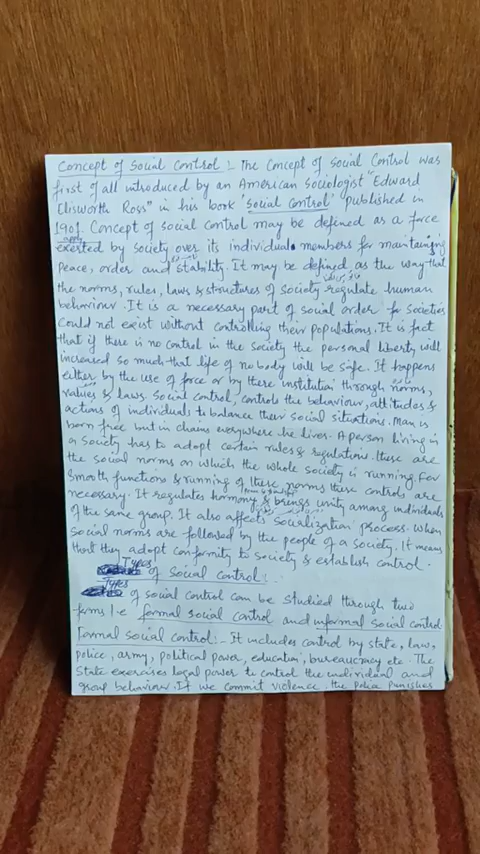 Concept of Social Control :- The Concept of Social Control was
first of all introduced by an American Sociologist "Edward
Elisworth Ross" in his book 'Social Control' published in
1901. Concept of social control may be defined as a force
exerted by society over its individual members for maintaining
peace, order and stability. It may be defined as the way that
the norms, rules, laws & structures of society regulate human
behaviour. It is a necessary part of social order for societies
could not exist without controlling their populations. It is fact
that if there is no control in the society the personal liberty will
increased so much that life of no body will be safe. It happens
either by the use of force or by there institution through norms,
values & laws. Social control, controls the behaviour, attitudes &
actions of individuals to balance their social situations. Man is
born free but in chains everywhere he lives. A person living in
a society has to adopt certain rules & regulations. these are
the social norms on which the whole society is running. For
smooth functions & running of these norms these controls are
necessary. It regulates harmony & brings unity among individuals
of the same group. It also affects Socialization process. When
social norms are followed by the people of a society. It means
that they adopt conformity to society & establish control.
Types of Social Control:-
Types of social control can be studied through two
forms i.e formal social control and informal social control
Formal social control:- It includes control by state, law,
police, army, political power, education, bureaucracy etc. The
State exercises legal power to control the individual and
group behaviour. If we commit violence the police punishes